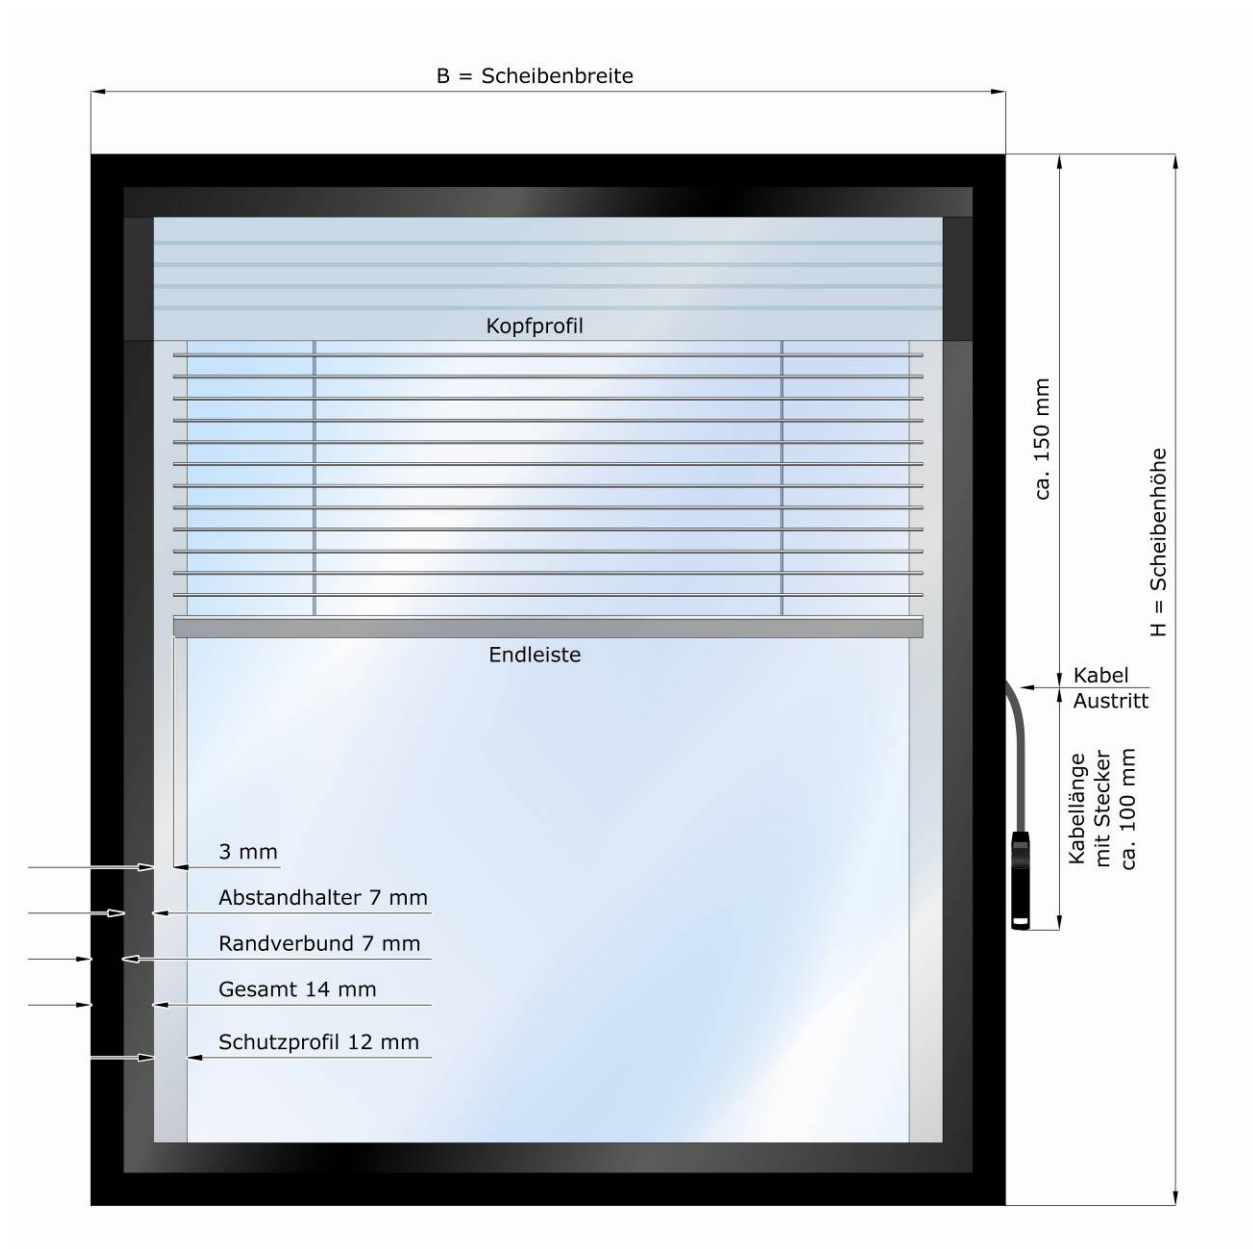 B = Scheibenbreite
Kopfprofil
ca. 150 mm
H = Scheibenhöhe
Endleiste
Kabel
Austritt
Kabellänge
mit Stecker
ca. 100 mm
3 mm
Abstandhalter 7 mm
Randverbund 7 mm
Gesamt 14 mm
Schutzprofil 12 mm